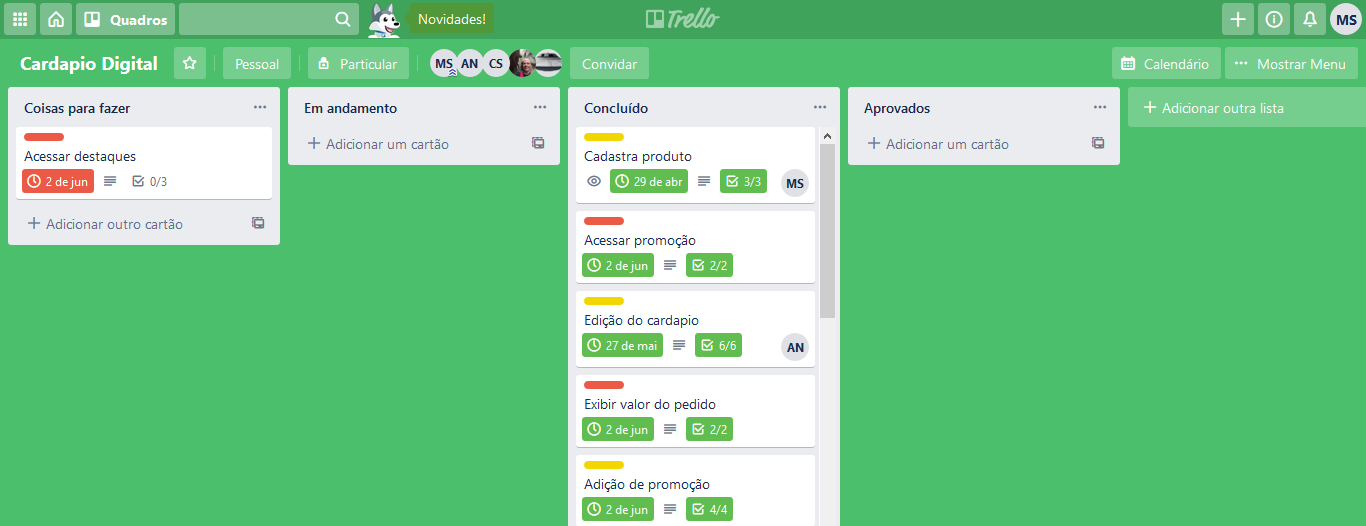 Quadros
Novidades!
Trello
MS
Cardapio Digital
Pessoal
Particular
MS
AN
CS
Convidar
Calendário
Mostrar Menu
Coisas para fazer
Acessar destaques
2 de jun
0/3
Adicionar outro cartão
Em andamento
Adicionar um cartão
Concluído
Cadastra produto
29 de abr
3/3
MS
Acessar promoção
2 de jun
2/2
Edição do cardapio
27 de mai
6/6
AN
Exibir valor do pedido
2 de jun
2/2
Adição de promoção
2 de jun
4/4
Aprovados
Adicionar um cartão
Adicionar outra lista